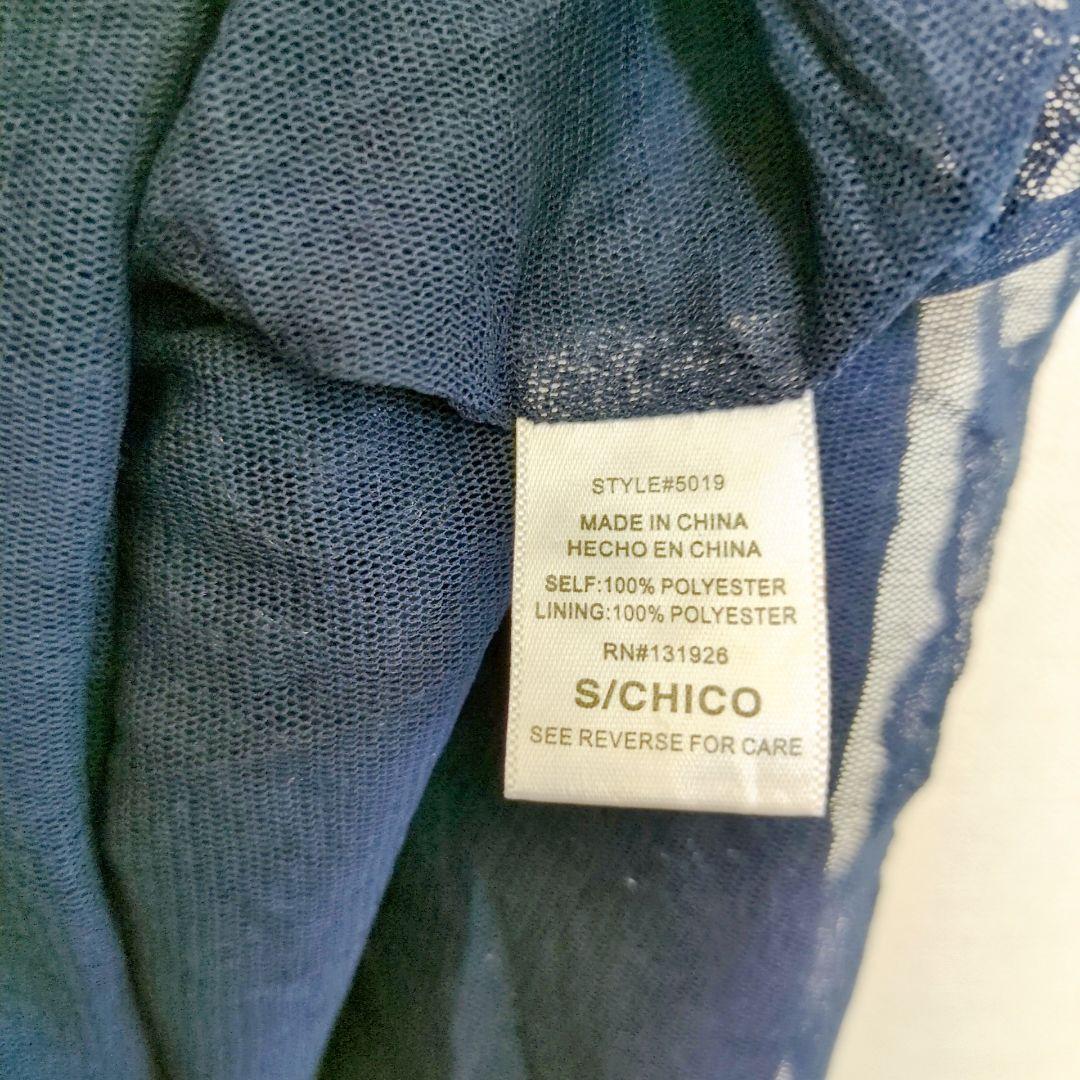 STYLE#5019
MADE IN CHINA
HECHO EN CHINA
SELF:100% POLYESTER
LINING:100% POLYESTER
RN#131926
S/CHICO
SEE REVERSE FOR CARE